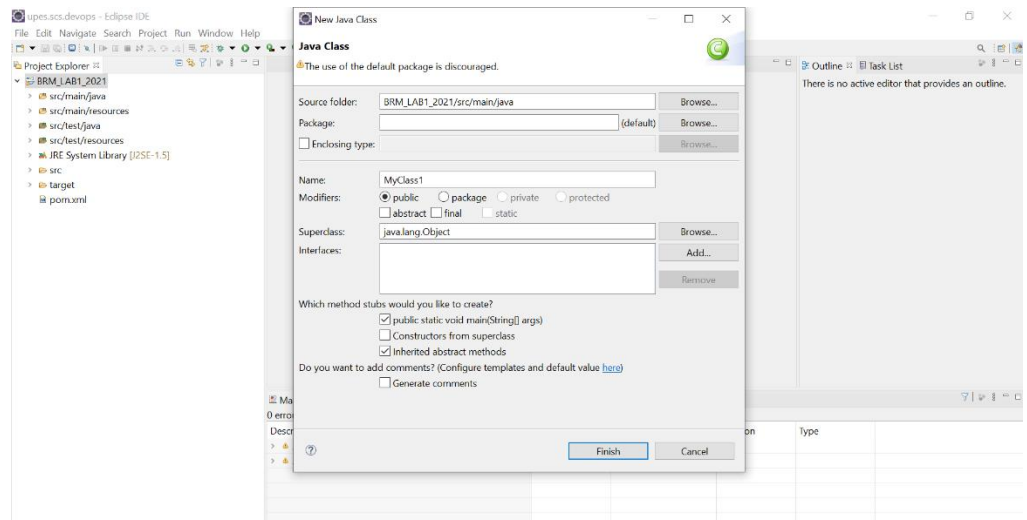 upes.scs.devops - Eclipse IDE
File Edit Navigate Search Project Run Window Help
Project Explorer
BRM_LAB1_2021
src/main/java
src/main/resources
src/test/java
src/test/resources
JRE System Library [J2SE-1.5]
src
target
pom.xml
New Java Class
Java Class
The use of the default package is discouraged.
Source folder: BRM_LAB1_2021/src/main/java Browse...
Package: (default) Browse...
Enclosing type: Browse...
Name: MyClass1
Modifiers: public package private protected
abstract final static
Superclass: java.lang.Object Browse...
Interfaces: Add...
Remove
Which method stubs would you like to create?
public static void main(String[] args)
Constructors from superclass
Inherited abstract methods
Do you want to add comments? (Configure templates and default value here)
Generate comments
Finish Cancel
Outline Task List
There is no active editor that provides an outline.
Ma
0 erro
Descr on Type